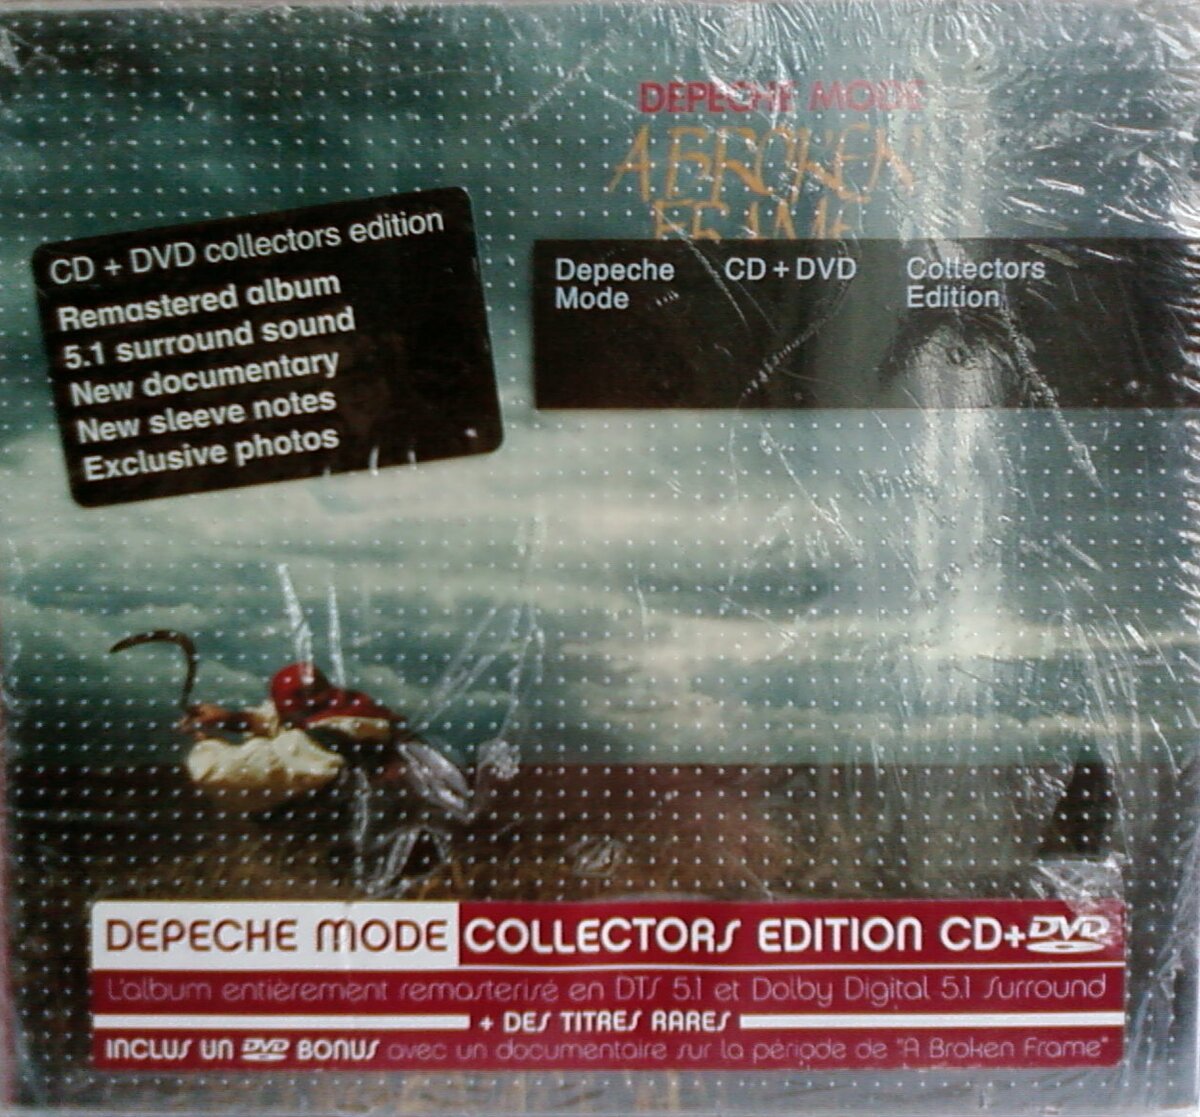 DEPECHE MODE
A BROKEN
FRAME
CD + DVD collectors edition
Remastered album
5.1 surround sound
New documentary
New sleeve notes
Exclusive photos
Depeche Mode
CD + DVD
Collectors Edition
DEPECHE MODE COLLECTORS EDITION CD+DVD
L'album entièrement remasterisé en DTS 5.1 et Dolby Digital 5.1 Surround
+ DES TITRES RARES
INCLUS UN DVD BONUS avec un documentaire sur la période de "A Broken Frame"